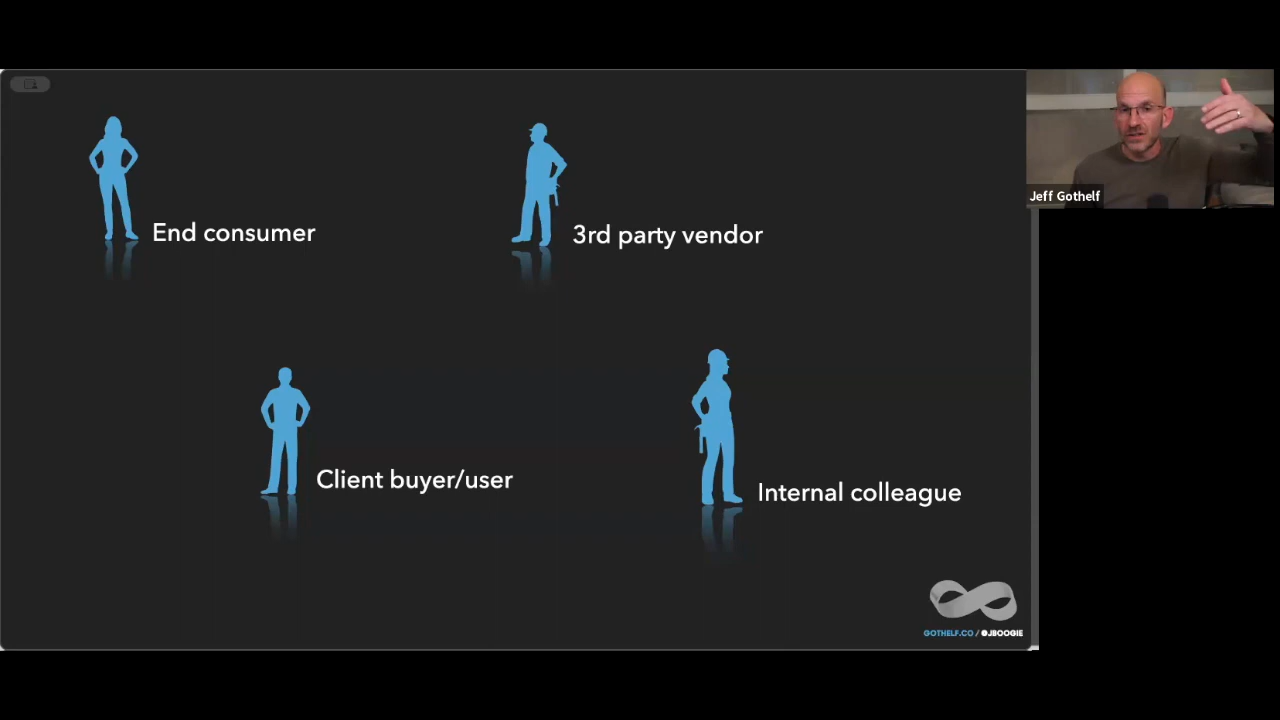 End consumer
3rd party vendor
Jeff Gothelf
Client buyer/user
Internal colleague
GOTHELF.CO / @JBOOGIE